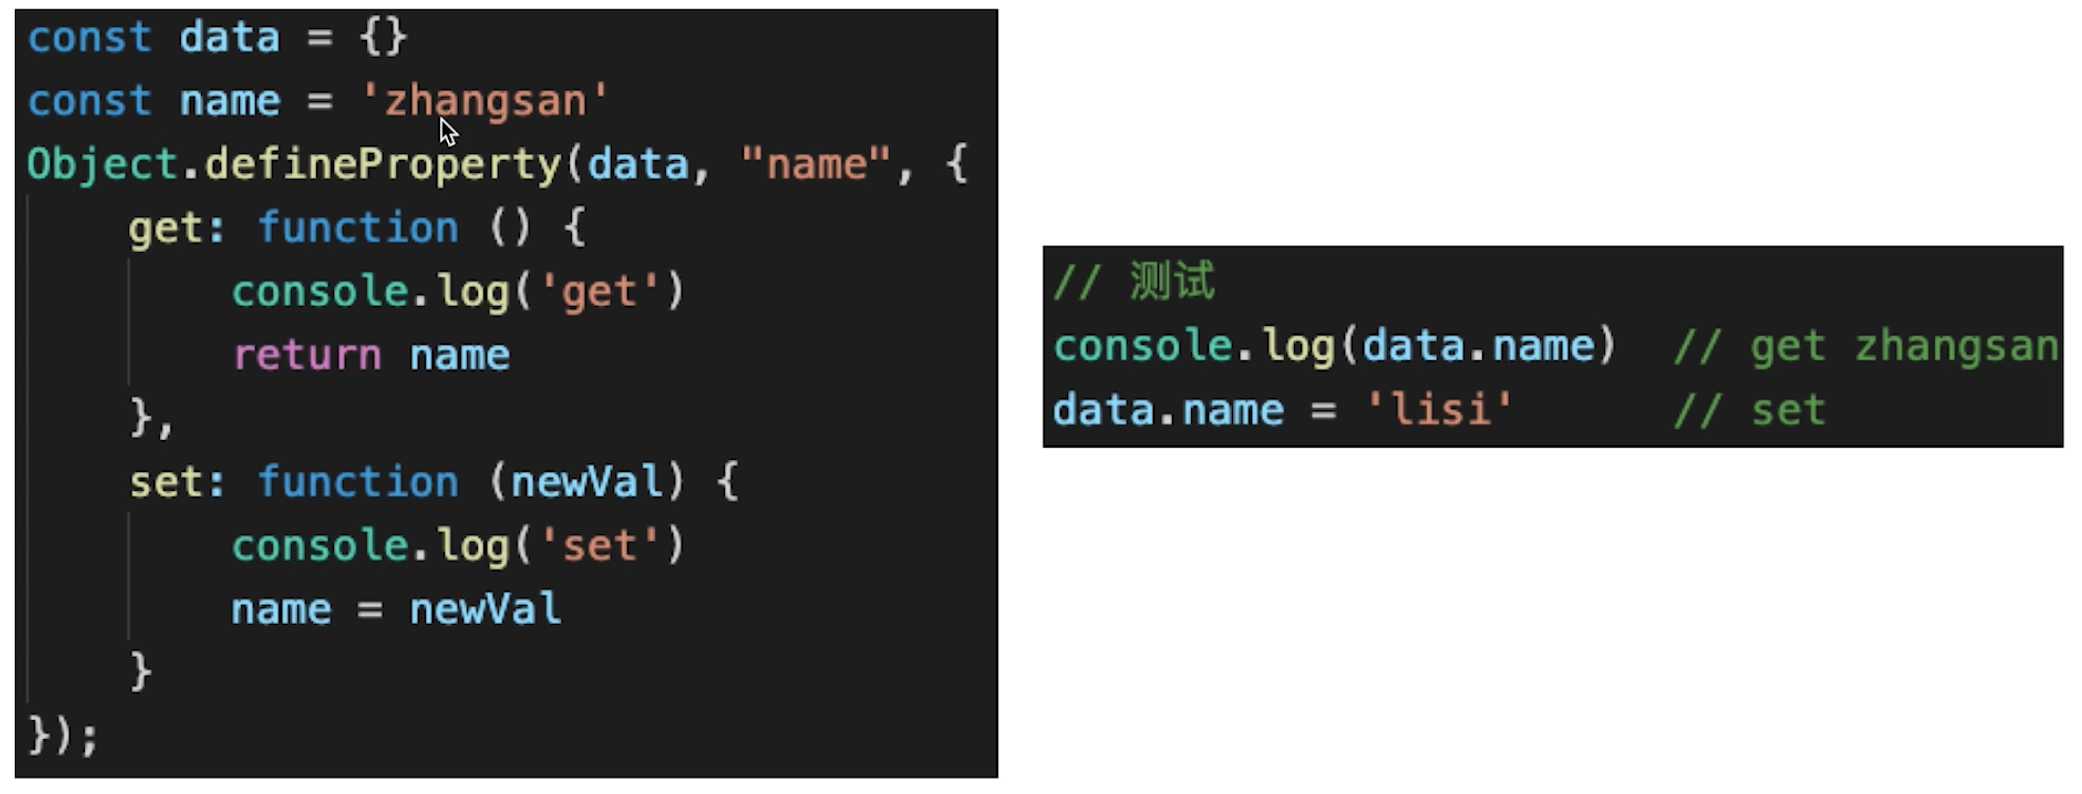 const data = {}
const name = 'zhangsan'
Object.defineProperty(data, "name", {
    get: function () {
        console.log('get')
        return name
    },
    set: function (newVal) {
        console.log('set')
        name = newVal
    }
});
// 测试
console.log(data.name)  // get zhangsan
data.name = 'lisi'      // set